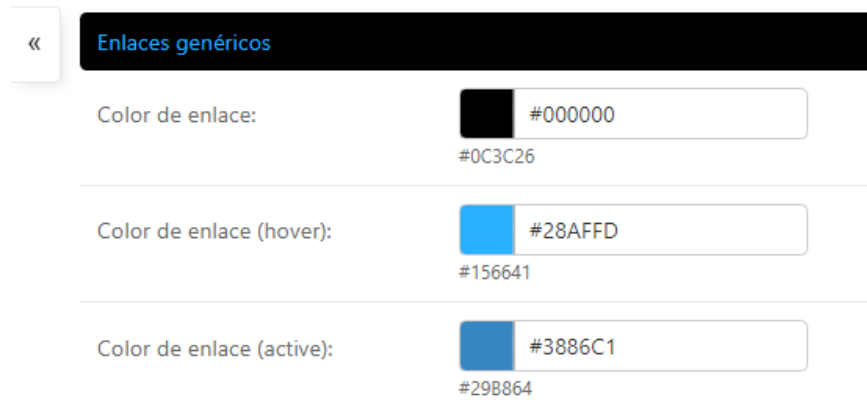 «
Enlaces genéricos
Color de enlace:
#000000
#0C3C26
Color de enlace (hover):
#28AFFD
#156641
Color de enlace (active):
#3886C1
#29B864